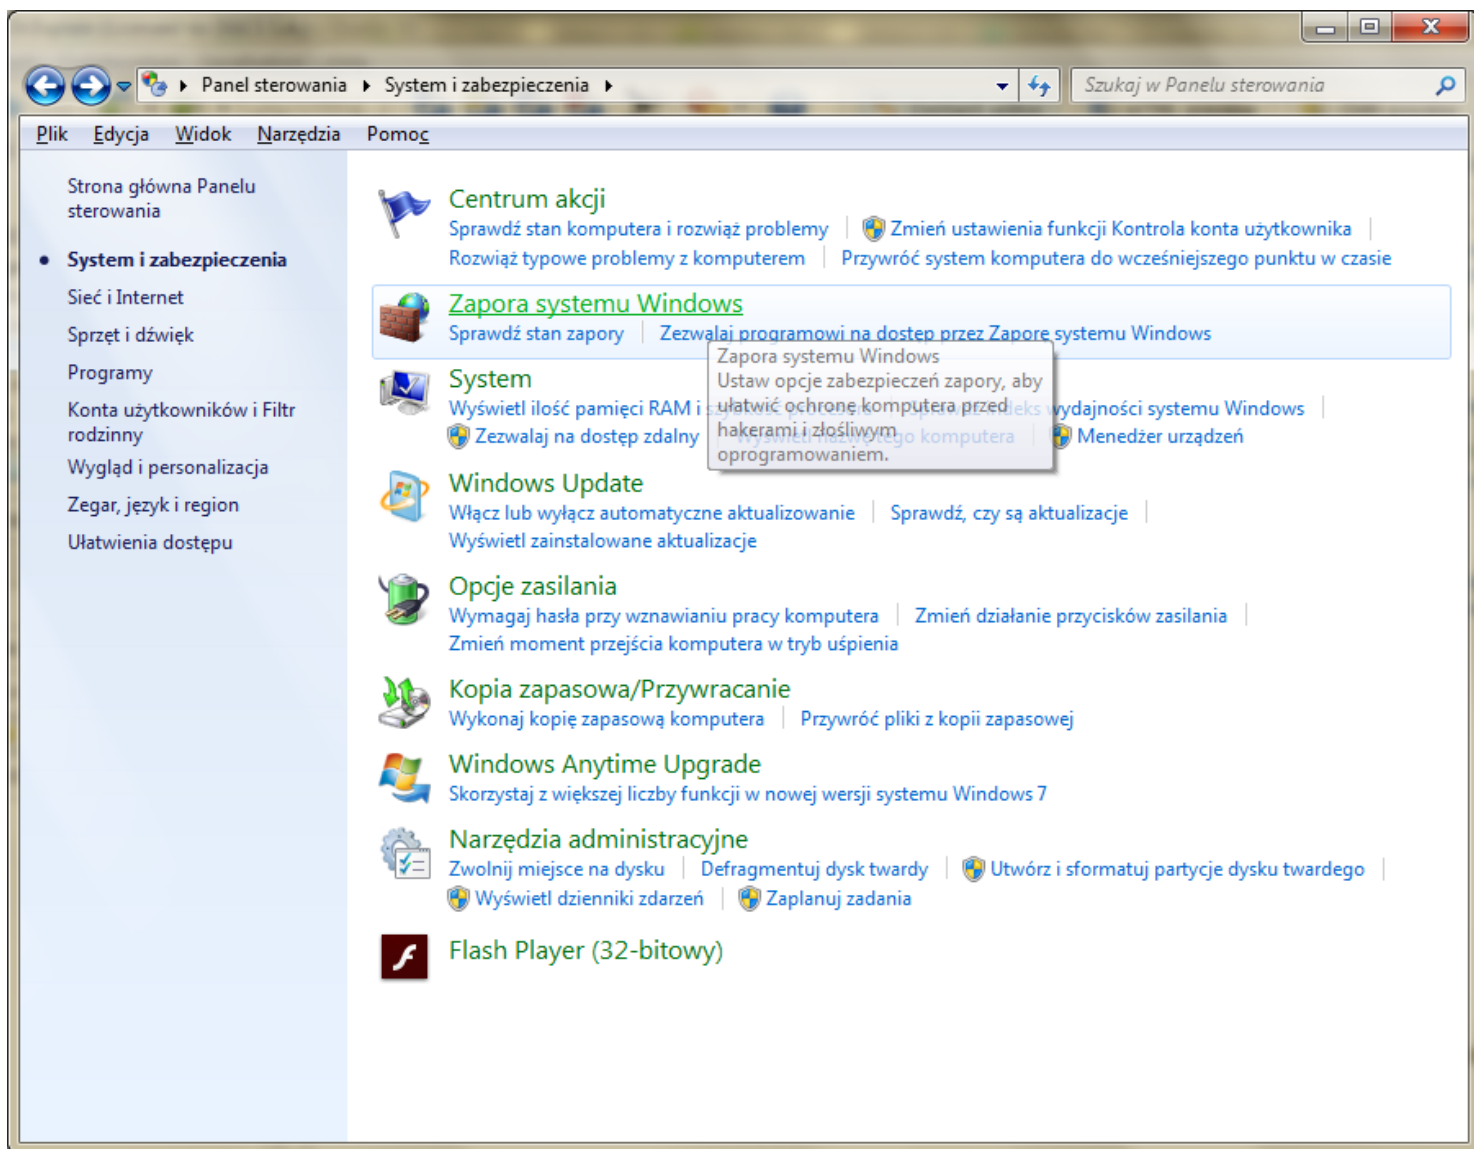 Panel sterowania System i zabezpieczenia Szukaj w Panelu sterowania
Plik Edycja Widok Narzędzia Pomoc
Strona główna Panelu
sterowania
System i zabezpieczenia
Sieć i Internet
Sprzęt i dźwięk
Programy
Konta użytkowników i Filtr
rodzinny
Wygląd i personalizacja
Zegar, język i region
Ułatwienia dostępu
Centrum akcji
Sprawdź stan komputera i rozwiąż problemy Zmień ustawienia funkcji Kontrola konta użytkownika
Rozwiąż typowe problemy z komputerem Przywróć system komputera do wcześniejszego punktu w czasie
Zapora systemu Windows
Sprawdź stan zapory Zezwalaj programowi na dostęp przez Zaporę systemu Windows
Zapora systemu Windows
Ustaw opcje zabezpieczeń zapory, aby
ułatwić ochronę komputera przed
hakerami i złośliwym
oprogramowaniem.
System
Wyświetl ilość pamięci RAM i szybkość procesora Sprawdź indeks wydajności systemu Windows
Zezwalaj na dostęp zdalny Wyświetl nazwę tego komputera Menedżer urządzeń
Windows Update
Włącz lub wyłącz automatyczne aktualizowanie Sprawdź, czy są aktualizacje
Wyświetl zainstalowane aktualizacje
Opcje zasilania
Wymagaj hasła przy wznawianiu pracy komputera Zmień działanie przycisków zasilania
Zmień moment przejścia komputera w tryb uśpienia
Kopia zapasowa/Przywracanie
Wykonaj kopię zapasową komputera Przywróć pliki z kopii zapasowej
Windows Anytime Upgrade
Skorzystaj z większej liczby funkcji w nowej wersji systemu Windows 7
Narzędzia administracyjne
Zwolnij miejsce na dysku Defragmentuj dysk twardy Utwórz i sformatuj partycje dysku twardego
Wyświetl dzienniki zdarzeń Zaplanuj zadania
Flash Player (32-bitowy)